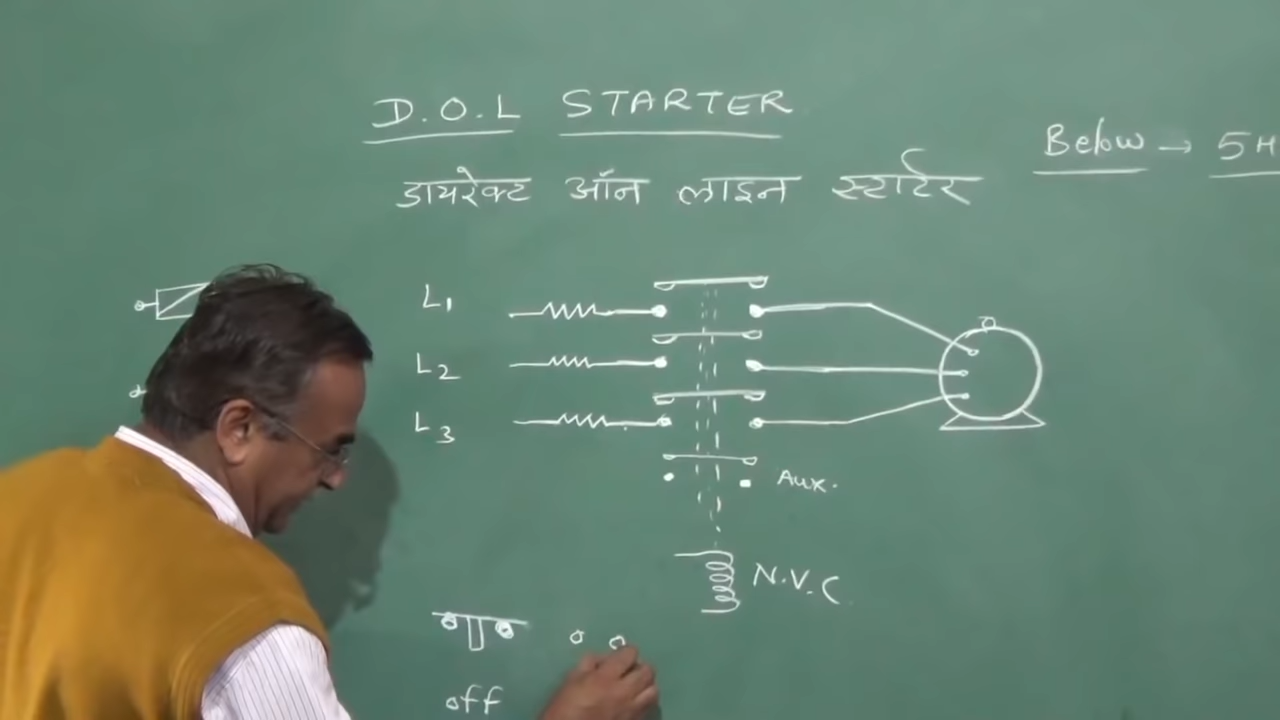 D.O.L STARTER
Below → 5H
डायरेक्ट ऑन लाइन स्टार्टर
L1
L2
L3
Aux.
N.V.C
off